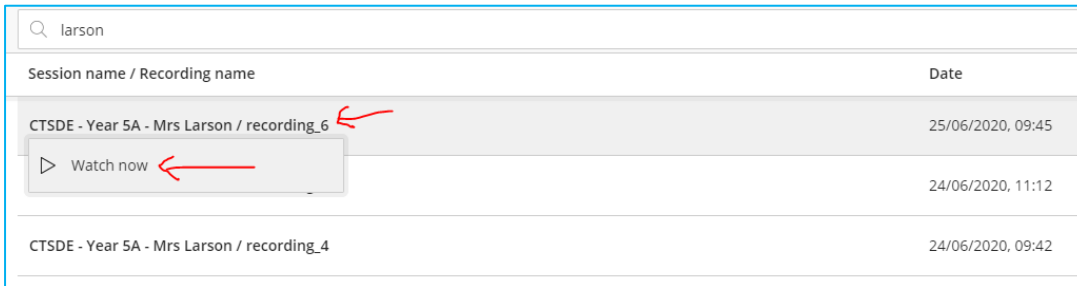 larson
Session name / Recording name Date
CTSDE - Year 5A - Mrs Larson / recording_6 25/06/2020, 09:45
Watch now
24/06/2020, 11:12
CTSDE - Year 5A - Mrs Larson / recording_4 24/06/2020, 09:42